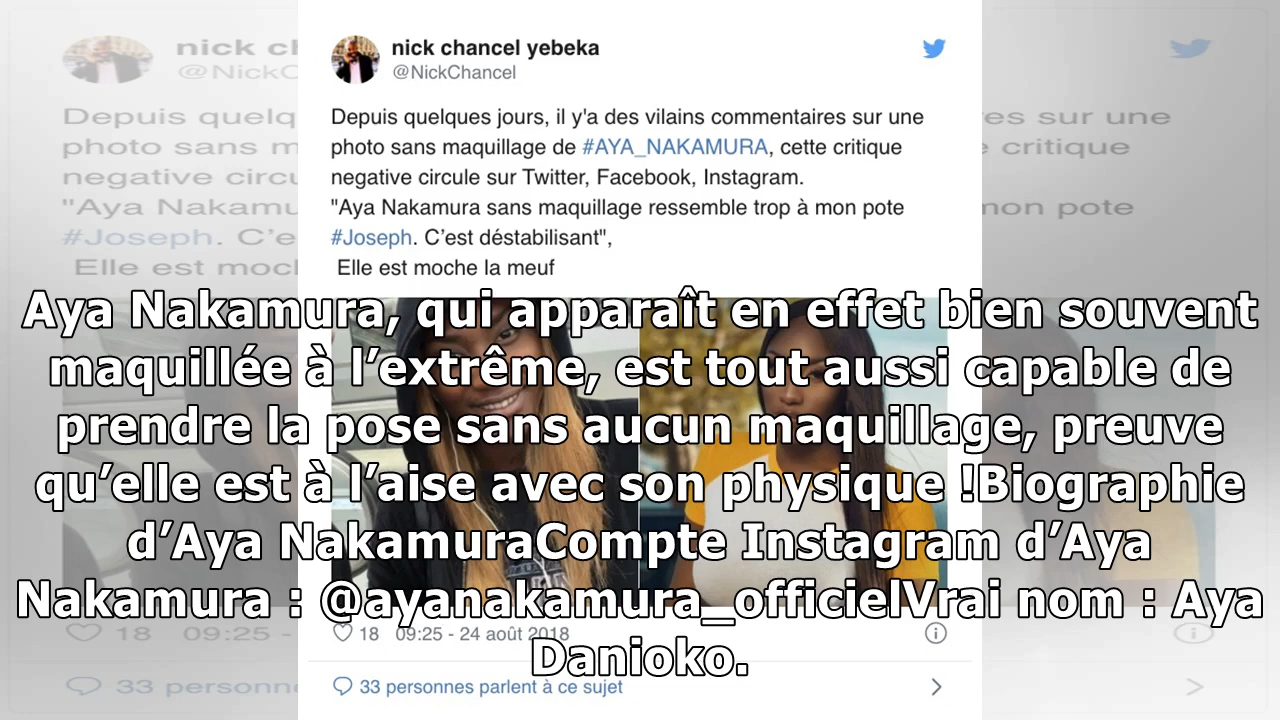 nick chancel yebeka
@NickChancel
Depuis quelques jours, il y'a des vilains commentaires sur une
photo sans maquillage de #AYA_NAKAMURA, cette critique
negative circule sur Twitter, Facebook, Instagram.
"Aya Nakamura sans maquillage ressemble trop à mon pote
#Joseph. C’est déstabilisant",
Elle est moche la meuf
Aya Nakamura, qui apparaît en effet bien souvent
maquillée à l’extrême, est tout aussi capable de
prendre la pose sans aucun maquillage, preuve
qu’elle est à l’aise avec son physique !Biographie
d’Aya NakamuraCompte Instagram d’Aya
Nakamura : @ayanakamura_officielVrai nom : Aya
Danioko.
18 09:25 - 24 août 2018
33 personnes parlent à ce sujet